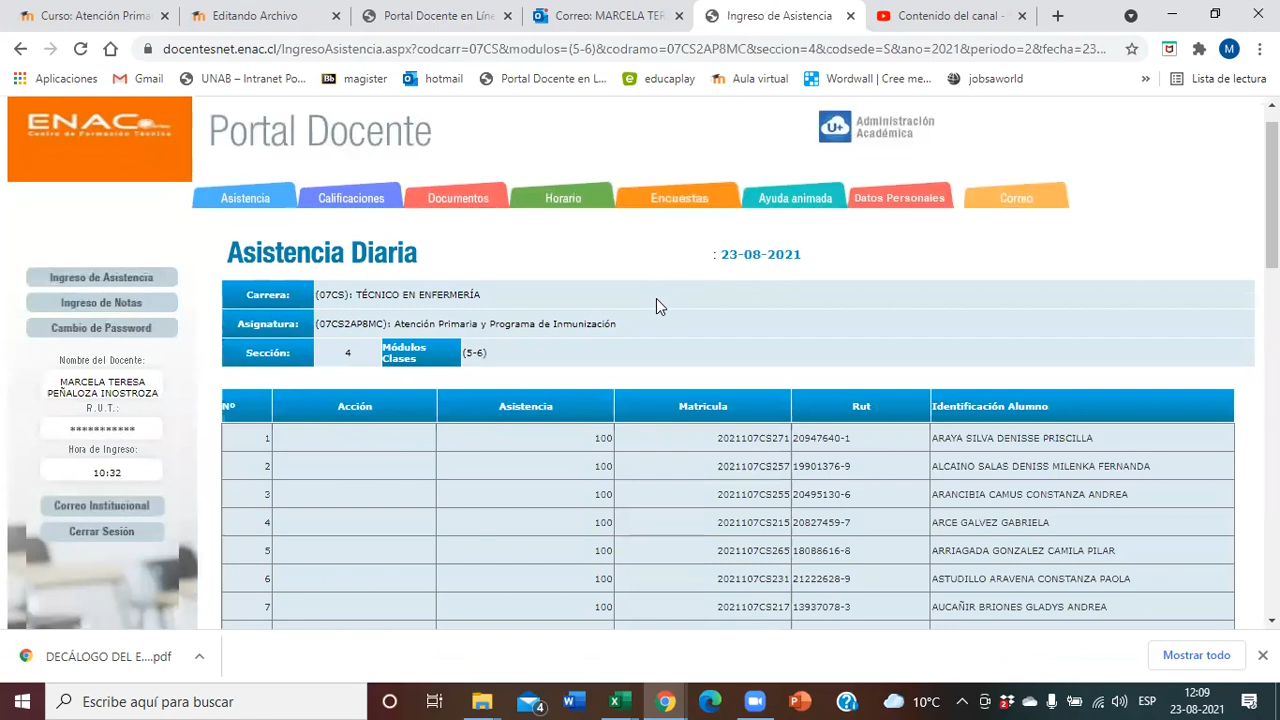 Curso: Atención Prima
Editando Archivo
Portal Docente en Líne
Correo: MARCELA TER
Ingreso de Asistencia
Contenido del canal -
docentesnet.enac.cl/IngresoAsistencia.aspx?codcarr=07CS&modulos=(5-6)&codramo=07CS2AP8MC&seccion=4&codsede=S&ano=2021&periodo=2&fecha=23...
M
Aplicaciones
Gmail
UNAB – Intranet Po...
Bb magister
hotmail
Portal Docente en L...
educaplay
Aula virtual
Wordwall | Cree me...
jobsaworld
»
Lista de lectura
ENAC
Centro de Formación Técnico
Portal Docente
U+
Administración
Académica
Asistencia
Calificaciones
Documentos
Horario
Encuestas
Ayuda animada
Datos Personales
Correo
Asistencia Diaria
: 23-08-2021
Carrera: (07CS): TÉCNICO EN ENFERMERÍA
Asignatura: (07CS2AP8MC): Atención Primaria y Programa de Inmunización
Sección: 4 Módulos Clases (5-6)
Ingreso de Asistencia
Ingreso de Notas
Cambio de Password
Nombre del Docente:
MARCELA TERESA
PEÑALOZA INOSTROZA
R.U.T.:
***********
Hora de Ingreso:
10:32
Correo Institucional
Cerrar Sesión
Nº Acción Asistencia Matricula Rut Identificación Alumno
1 100 2021107CS271 20947640-1 ARAYA SILVA DENISSE PRISCILLA
2 100 2021107CS257 19901376-9 ALCAINO SALAS DENISS MILENKA FERNANDA
3 100 2021107CS255 20495130-6 ARANCIBIA CAMUS CONSTANZA ANDREA
4 100 2021107CS215 20827459-7 ARCE GALVEZ GABRIELA
5 100 2021107CS265 18088616-8 ARRIAGADA GONZALEZ CAMILA PILAR
6 100 2021107CS231 21222628-9 ASTUDILLO ARAVENA CONSTANZA PAOLA
7 100 2021107CS217 13937078-3 AUCAÑIR BRIONES GLADYS ANDREA
DECÁLOGO DEL E....pdf
Mostrar todo
Escribe aquí para buscar
4
10°C
ESP
12:09
23-08-2021